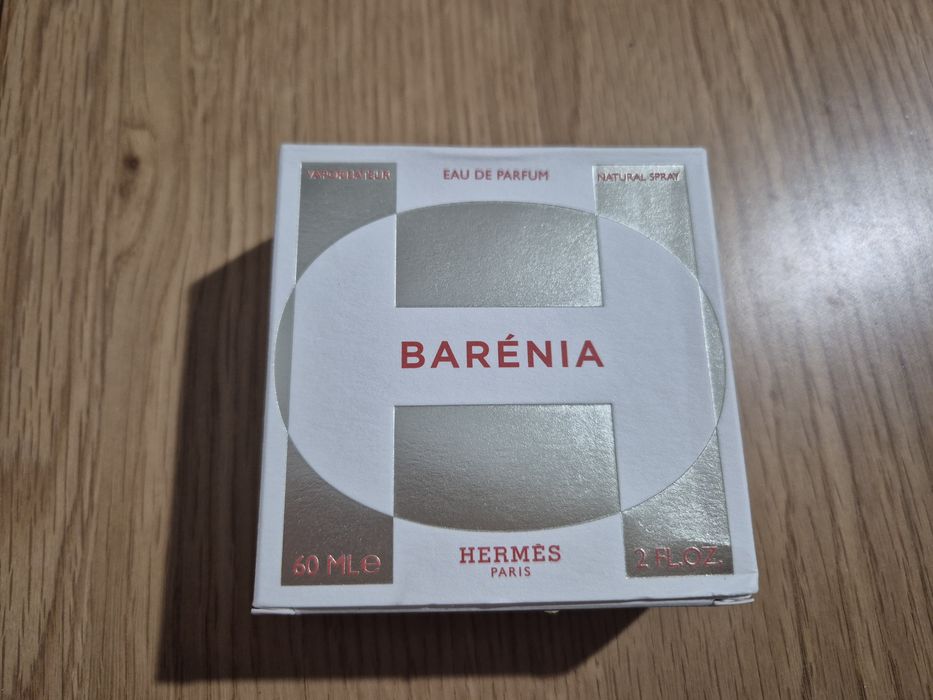 VAPORISATEUR
EAU DE PARFUM
NATURAL SPRAY
BARÉNIA
HERMÈS
PARIS
60 ML℮
2 FL.OZ.